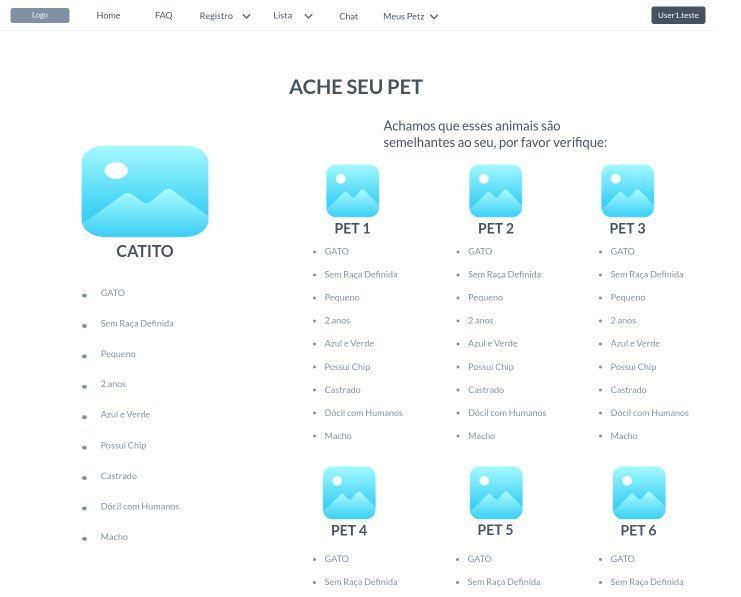 Logo
Home
FAQ
Registro
Lista
Chat
Meus Petz
User1.teste
ACHE SEU PET
CATITO
GATO
Sem Raça Definida
Pequeno
2 anos
Azul e Verde
Possui Chip
Castrado
Dócil com Humanos
Macho
Achamos que esses animais são
semelhantes ao seu, por favor verifique:
PET 1
GATO
Sem Raça Definida
Pequeno
2 anos
Azul e Verde
Possui Chip
Castrado
Dócil com Humanos
Macho
PET 2
GATO
Sem Raça Definida
Pequeno
2 anos
Azul e Verde
Possui Chip
Castrado
Dócil com Humanos
Macho
PET 3
GATO
Sem Raça Definida
Pequeno
2 anos
Azul e Verde
Possui Chip
Castrado
Dócil com Humanos
Macho
PET 4
GATO
Sem Raça Definida
PET 5
GATO
Sem Raça Definida
PET 6
GATO
Sem Raça Definida